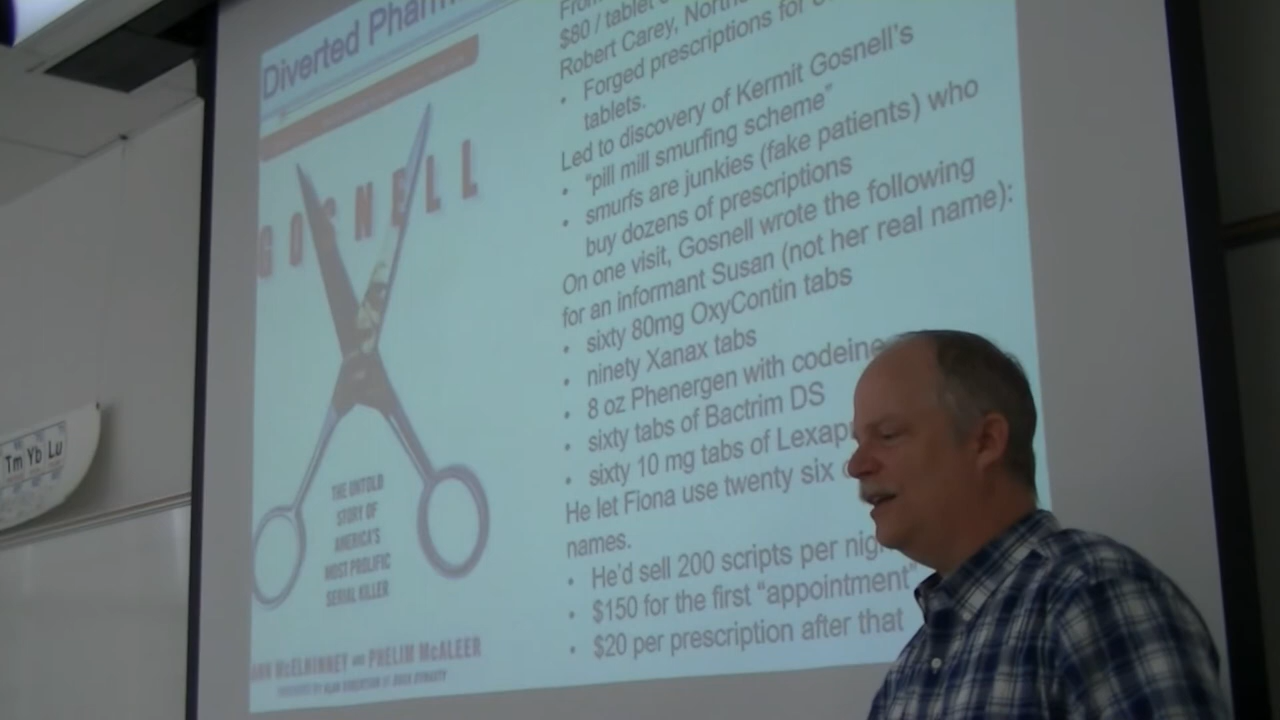 Diverted Pharm
From
$80 / tablet
Robert Carey, North
• Forged prescriptions for
tablets.
Led to discovery of Kermit Gosnell's
• "pill mill smurfing scheme"
• smurfs are junkies (fake patients) who
buy dozens of prescriptions
On one visit, Gosnell wrote the following
for an informant Susan (not her real name):
• sixty 80mg OxyContin tabs
• ninety Xanax tabs
• 8 oz Phenergen with codeine
• sixty tabs of Bactrim DS
• sixty 10 mg tabs of Lexap
He let Fiona use twenty six
names.
• He'd sell 200 scripts per nig
• $150 for the first "appointment"
• $20 per prescription after that
GOSNELL
THE UNTOLD
STORY OF
AMERICA'S
MOST PROLIFIC
SERIAL KILLER
ANN McELHINNEY AND PHELIM McALEER
Tm Yb Lu